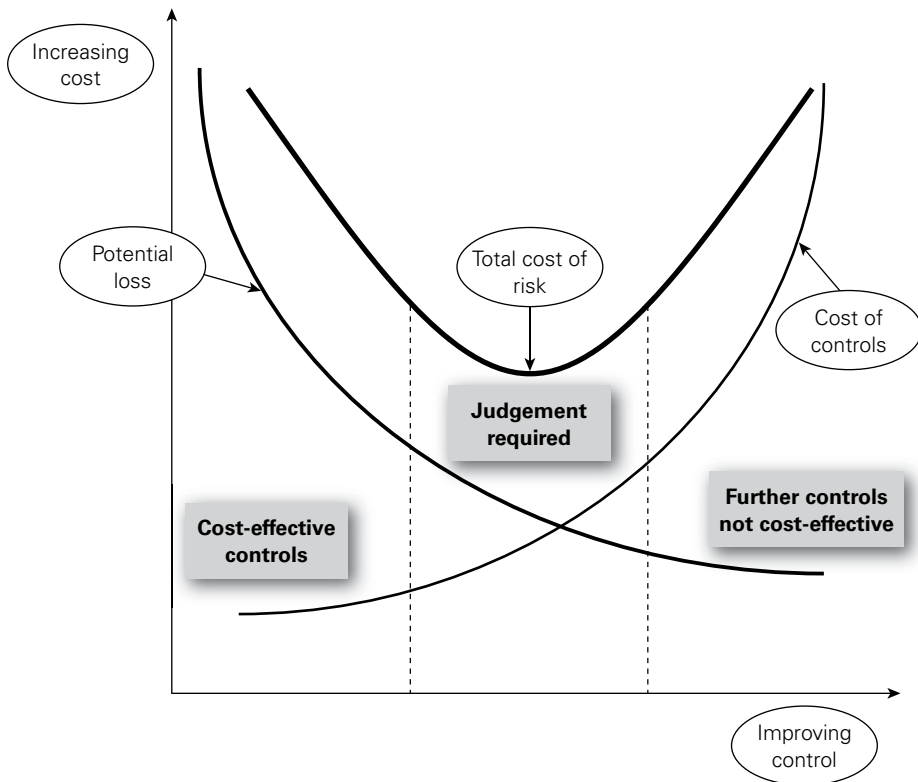 Increasing
cost
Potential
loss
Total cost of
risk
Cost of
controls
Judgement
required
Cost-effective
controls
Further controls
not cost-effective
Improving
control